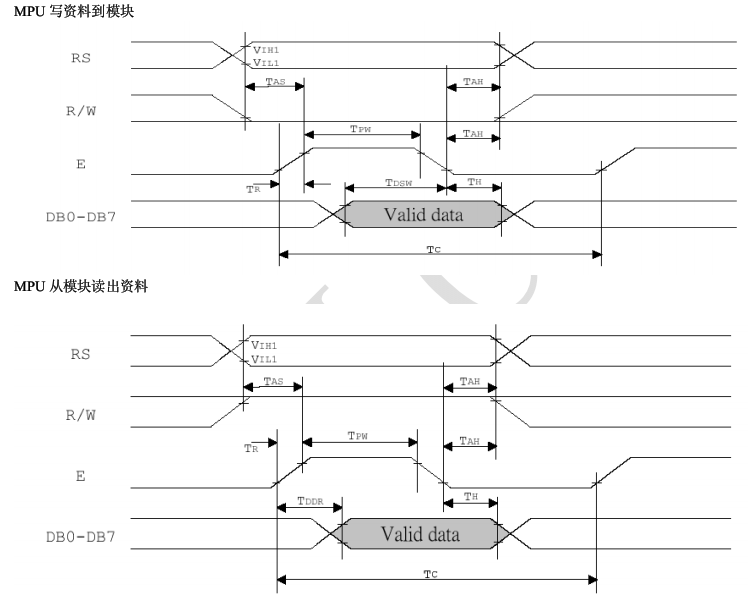 MPU 写资料到模块
RS
VIH1
VIL1
TAS
TAH
R/W
TPW
TAH
E
TR
TDSW
TH
DB0-DB7
Valid data
TC
MPU 从模块读出资料
RS
VIH1
VIL1
TAS
TAH
R/W
TR
TPW
TAH
E
TDDR
TH
DB0-DB7
Valid data
TC